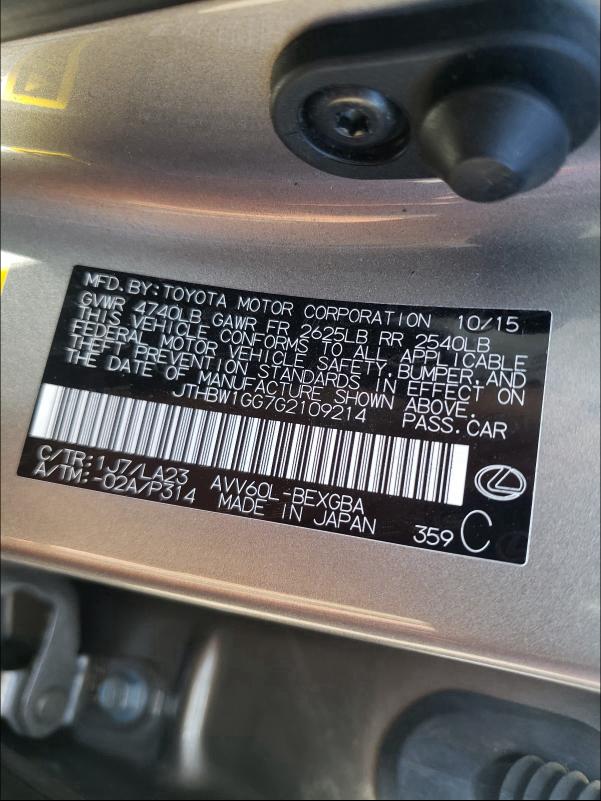 MFD. BY: TOYOTA MOTOR CORPORATION 10/15
GVWR 4740LB GAWR FR 2625LB RR 2540LB
THIS VEHICLE CONFORMS TO ALL APPLICABLE
FEDERAL MOTOR VEHICLE SAFETY, BUMPER, AND
THEFT PREVENTION STANDARDS IN EFFECT ON
THE DATE OF MANUFACTURE SHOWN ABOVE.
JTHBW1GG7G2109214 PASS. CAR
C/TR: 1J7/LA23 AVV60L-BEXGBA
A/TM: -02A/P314 MADE IN JAPAN 359 C